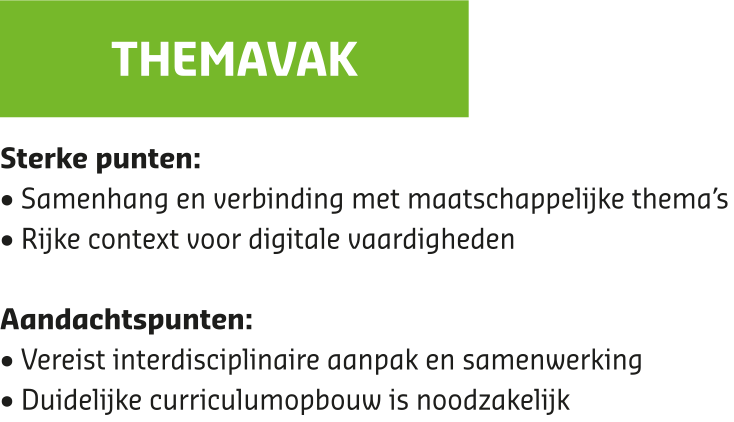 THEMAVAK
Sterke punten:
• Samenhang en verbinding met maatschappelijke thema’s
• Rijke context voor digitale vaardigheden
Aandachtspunten:
• Vereist interdisciplinaire aanpak en samenwerking
• Duidelijke curriculumopbouw is noodzakelijk